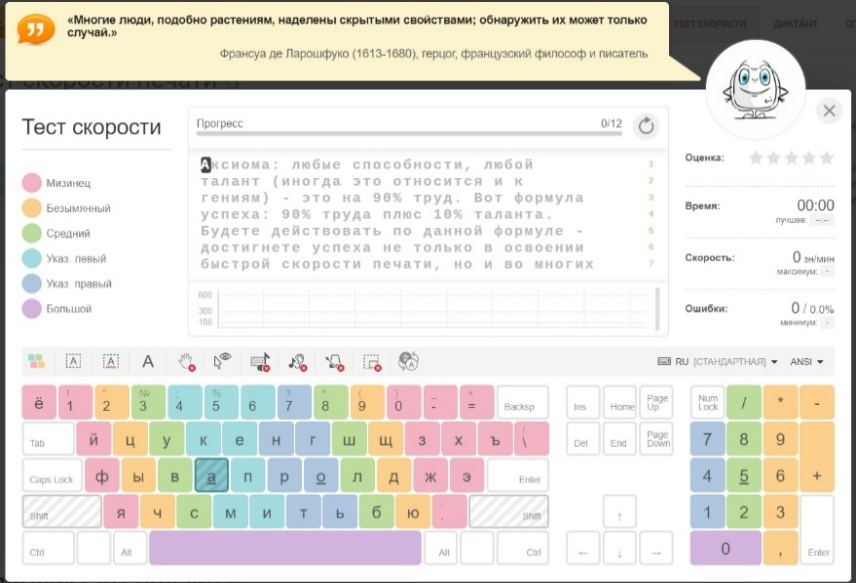 «Многие люди, подобно растениям, наделены скрытыми свойствами; обнаружить их может только
случай.»
Франсуа де Ларошфуко (1613-1680), герцог, французский философ и писатель
ТЕСТ СКОРОСТИ
ДИКТАНТ
Тест скорости
Мизинец
Безымянный
Средний
Указ. левый
Указ. правый
Большой
Прогресс
0/12
Аксиома: любые способности, любой 1
талант (иногда это относится и к 2
гениям) - это на 90% труд. Вот формула 3
успеха: 90% труда плюс 10% таланта. 4
Будете действовать по данной формуле - 5
достигнете успеха не только в освоении 6
быстрой скорости печати, но и во многих 7
600
300
100
Оценка:
Время: 00:00
лучшее: --:--
Скорость: 0 зн/мин
максимум: -
Ошибки: 0 / 0.0%
минимум: -
A A A
RU [СТАНДАРТНАЯ] ANSI
ё ! 1 " 2 № 3 ; 4 % 5 : 6 ? 7 * 8 ( 9 ) 0 _ - + = Backsp
Tab й ц у к е н г ш щ з х ъ / \
Caps Lock ф ы в а п р о л д ж э Enter
Shift я ч с м и т ь б ю , . Shift
Ctrl Alt Alt Ctrl
Ins Home Page Up
Del End Page Down
↑
← ↓ →
Num Lock / * -
7 8 9
4 5 6 +
1 2 3
0 , Enter